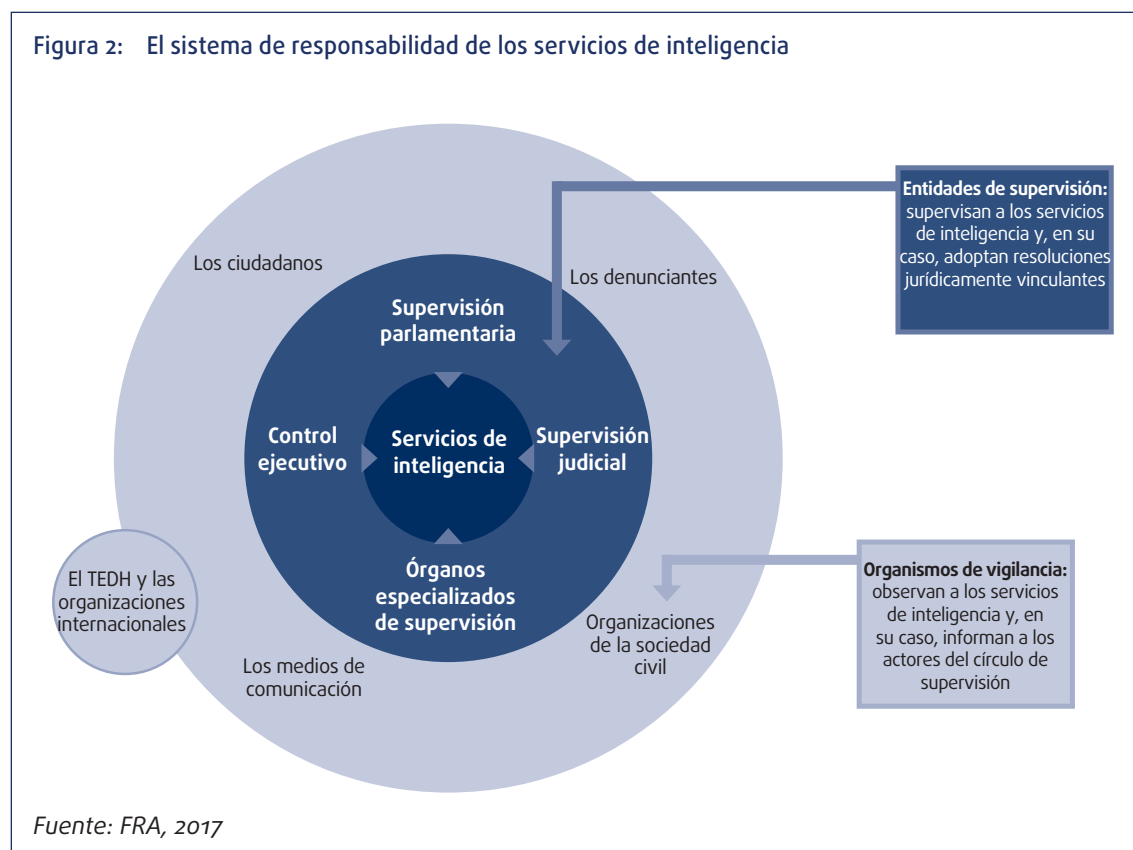 Figura 2: El sistema de responsabilidad de los servicios de inteligencia
Entidades de supervisión:
supervisan a los servicios
de inteligencia y, en su
caso, adoptan resoluciones
jurídicamente vinculantes
Los ciudadanos
Los denunciantes
Supervisión
parlamentaria
Control
ejecutivo
Servicios de
inteligencia
Supervisión
judicial
Órganos
especializados
de supervisión
El TEDH y las
organizaciones
internacionales
Los medios de
comunicación
Organizaciones
de la sociedad
civil
Organismos de vigilancia:
observan a los servicios
de inteligencia y, en
su caso, informan a los
actores del círculo de
supervisión
Fuente: FRA, 2017